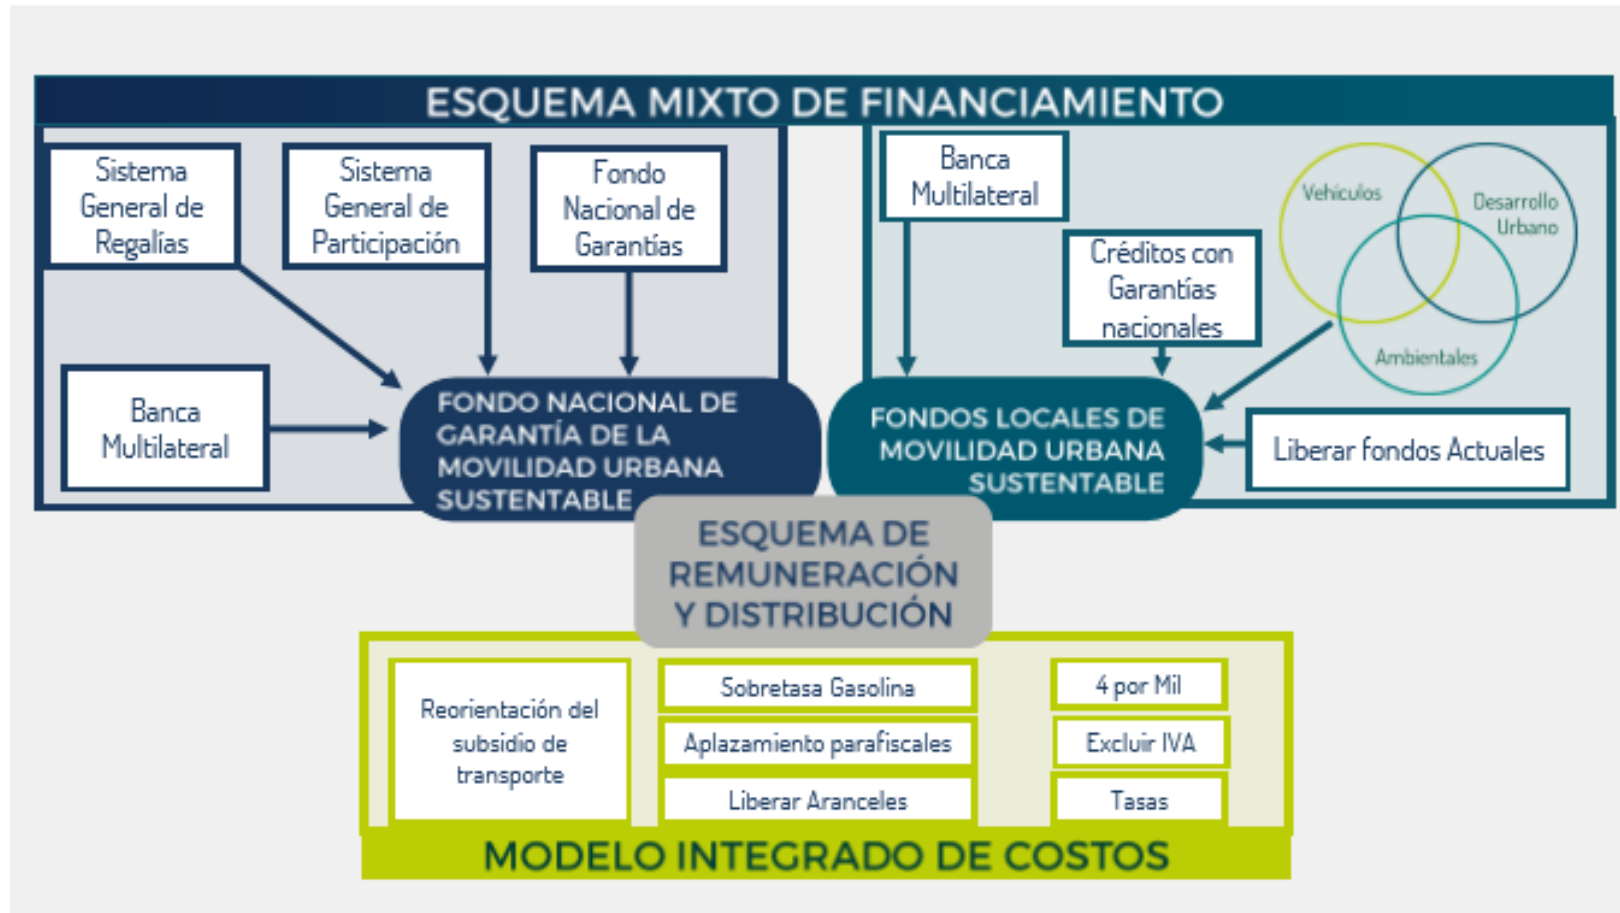 ESQUEMA MIXTO DE FINANCIAMIENTO
Sistema
General de
Regalías
Sistema
General de
Participación
Fondo
Nacional de
Garantías
Banca
Multilateral
FONDO NACIONAL DE
GARANTÍA DE LA
MOVILIDAD URBANA
SUSTENTABLE
Banca
Multilateral
Créditos con
Garantías
nacionales
Vehículos
Desarrollo
Urbano
Ambientales
FONDOS LOCALES DE
MOVILIDAD URBANA
SUSTENTABLE
Liberar fondos Actuales
ESQUEMA DE
REMUNERACIÓN
Y DISTRIBUCIÓN
Reorientación del
subsidio de
transporte
Sobretasa Gasolina
Aplazamiento parafiscales
Liberar Aranceles
4 por Mil
Excluir IVA
Tasas
MODELO INTEGRADO DE COSTOS